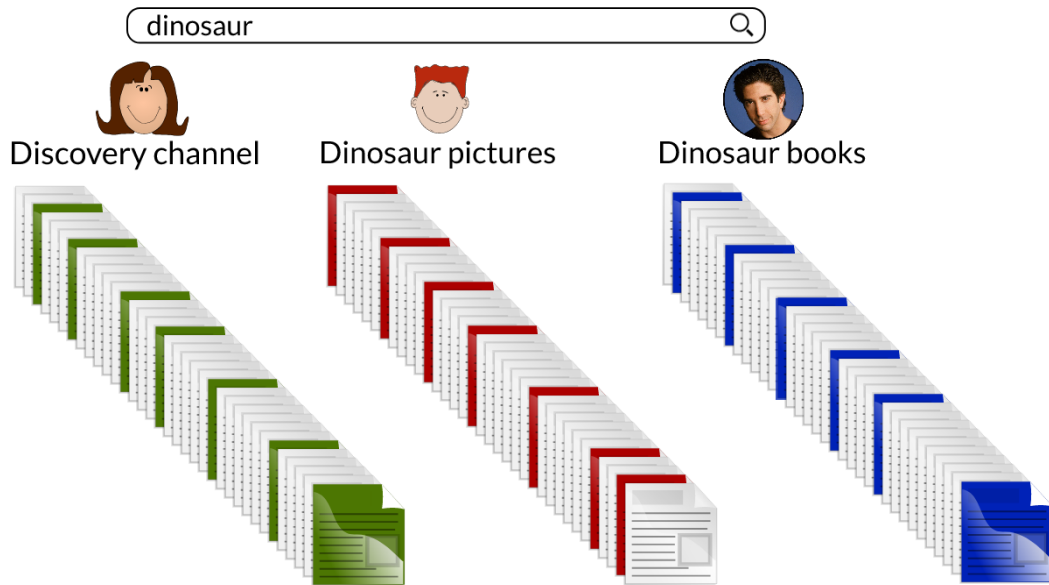 dinosaur
Discovery channel
Dinosaur pictures
Dinosaur books